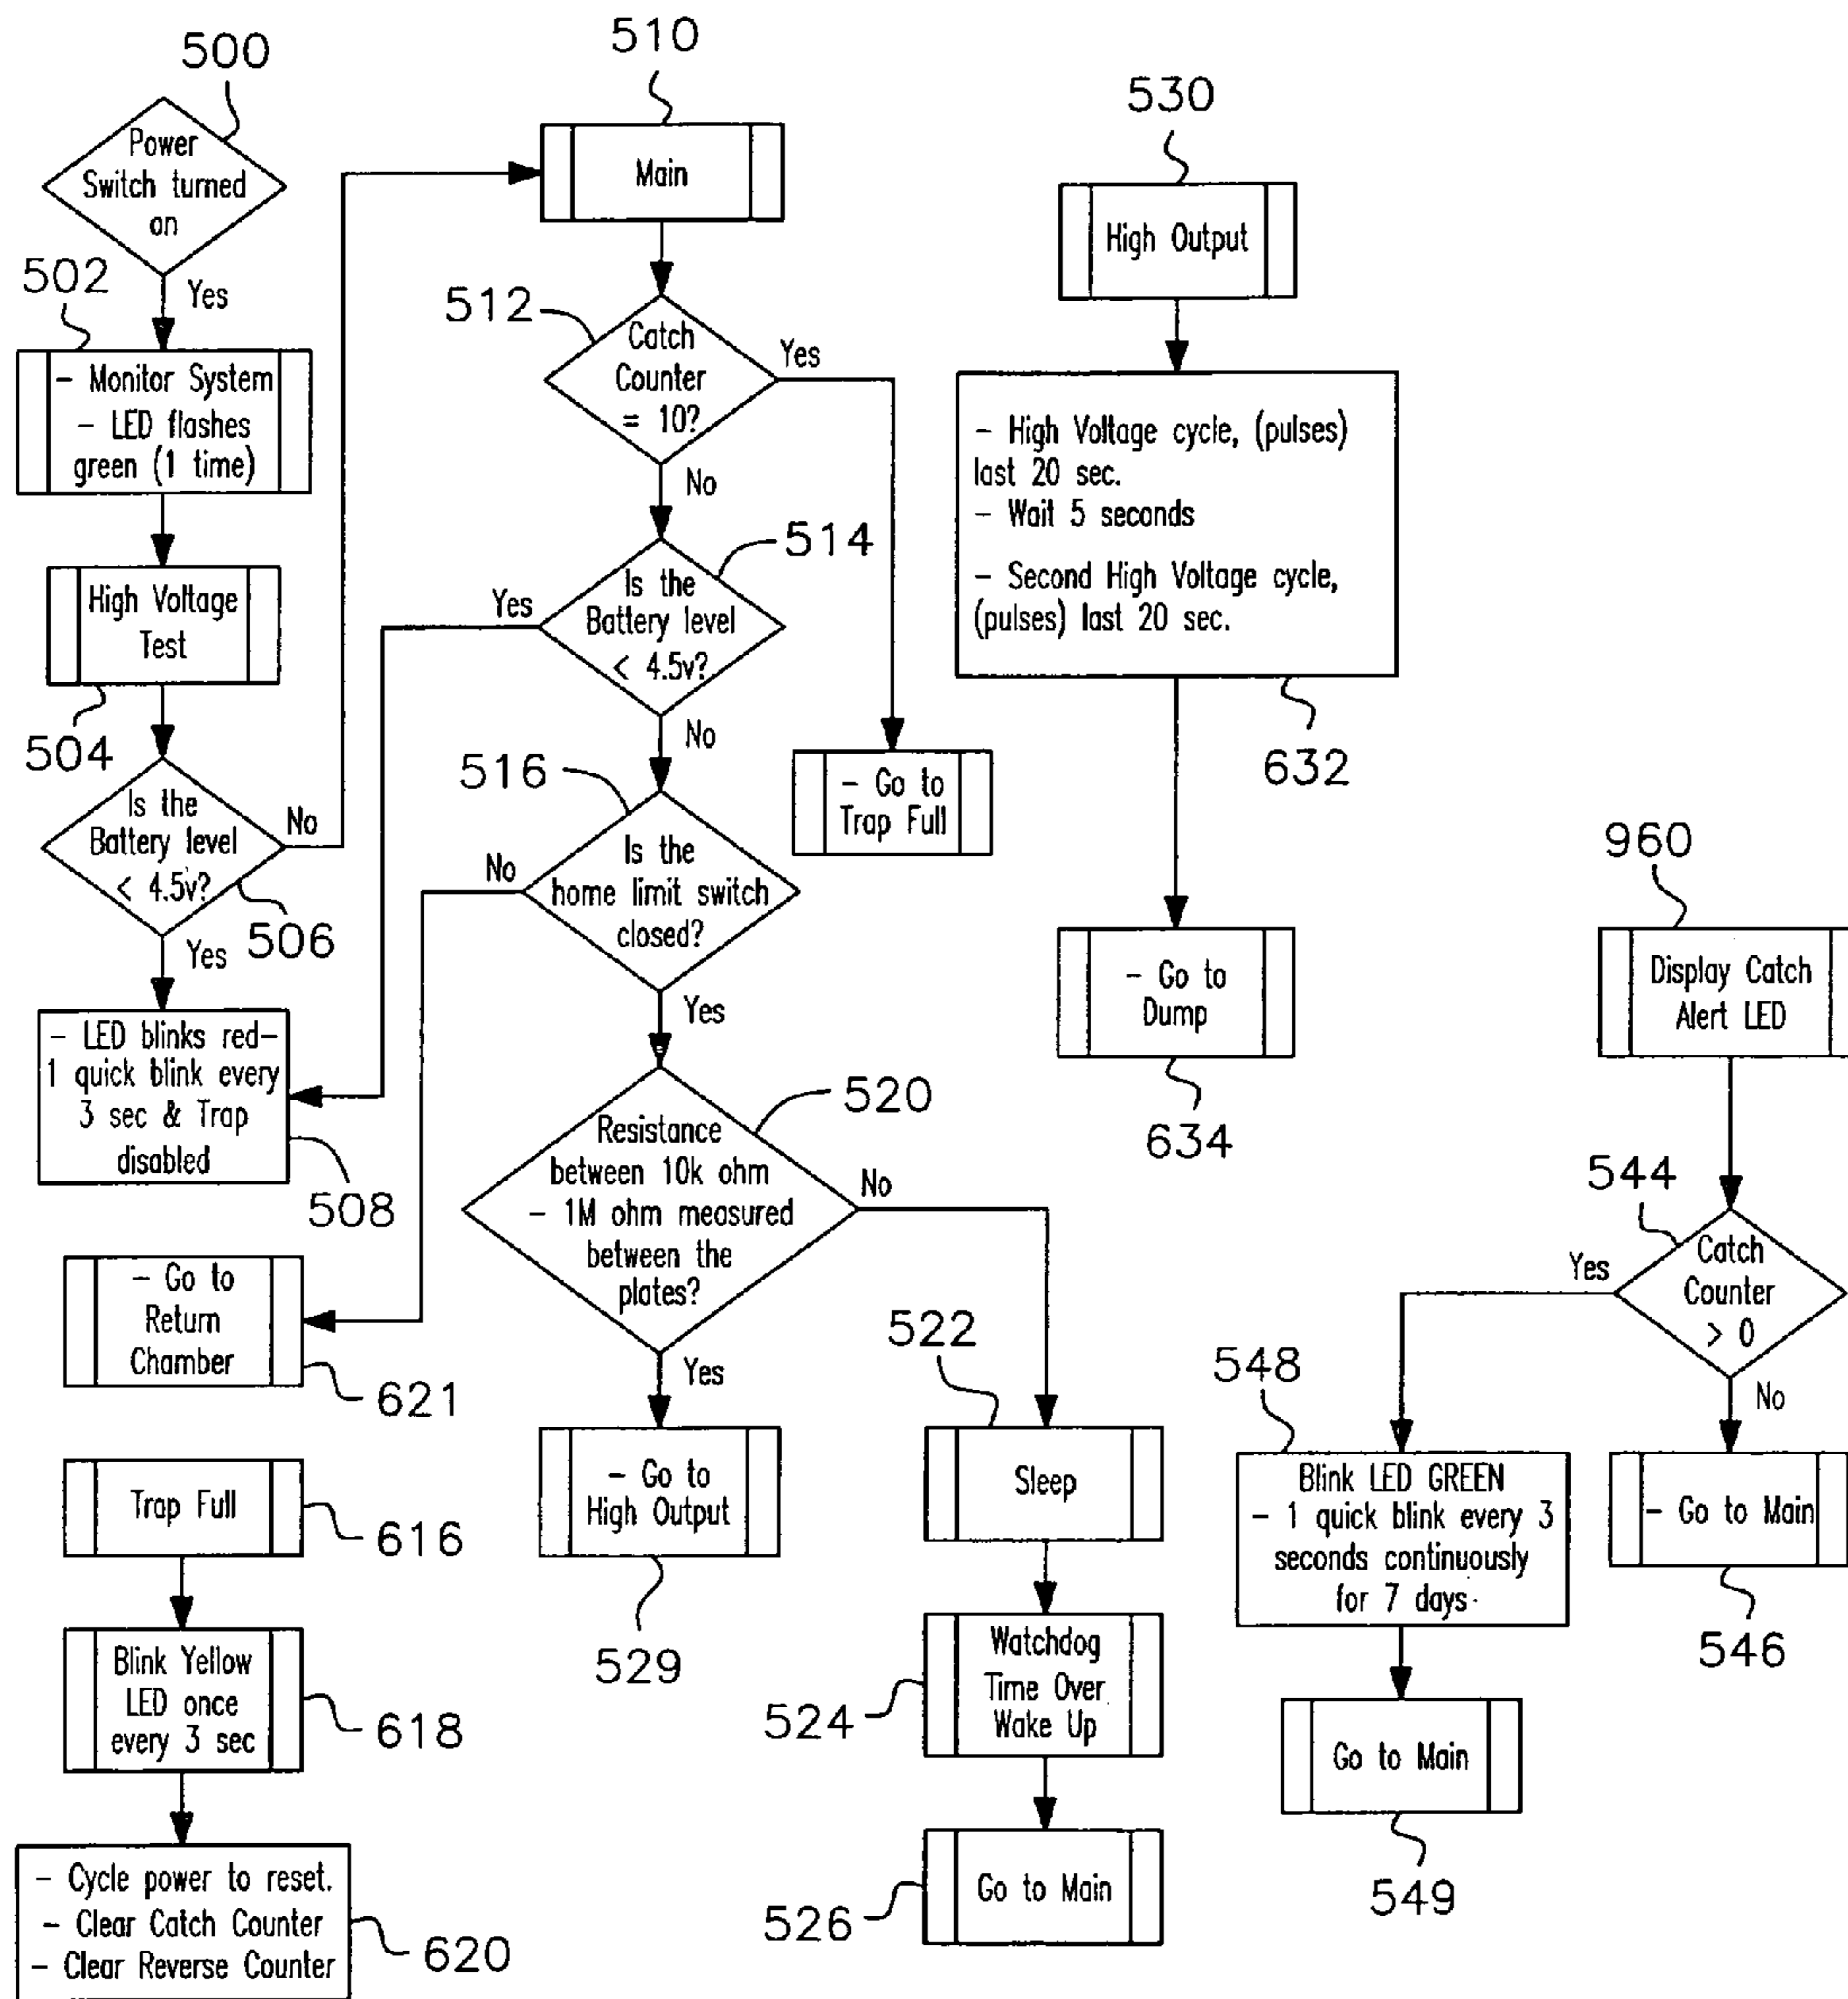 500
Power
Switch turned
on
Yes
502
- Monitor System
- LED flashes
green (1 time)
High Voltage
Test
504
Is the
Battery level
< 4.5v?
No
506
Yes
- LED blinks red-
1 quick blink every
3 sec & Trap
disabled
508
- Go to
Return
Chamber
621
Trap Full
616
Blink Yellow
LED once
every 3 sec
618
- Cycle power to reset.
- Clear Catch Counter
- Clear Reverse Counter
620
510
Main
512
Catch
Counter
= 10?
Yes
No
514
Is the
Battery level
< 4.5v?
Yes
No
- Go to
Trap Full
516
Is the
home limit switch
closed?
No
Yes
520
Resistance
between 10k ohm
- 1M ohm measured
between the
plates?
No
Yes
- Go to
High Output
529
522
Sleep
524
Watchdog
Time Over
Wake Up
526
Go to Main
530
High Output
- High Voltage cycle, (pulses)
last 20 sec.
- Wait 5 seconds
- Second High Voltage cycle,
(pulses) last 20 sec.
632
- Go to
Dump
634
960
Display Catch
Alert LED
544
Catch
Counter
> 0
Yes
No
548
Blink LED GREEN
- 1 quick blink every 3
seconds continuously
for 7 days
Go to Main
549
- Go to Main
546